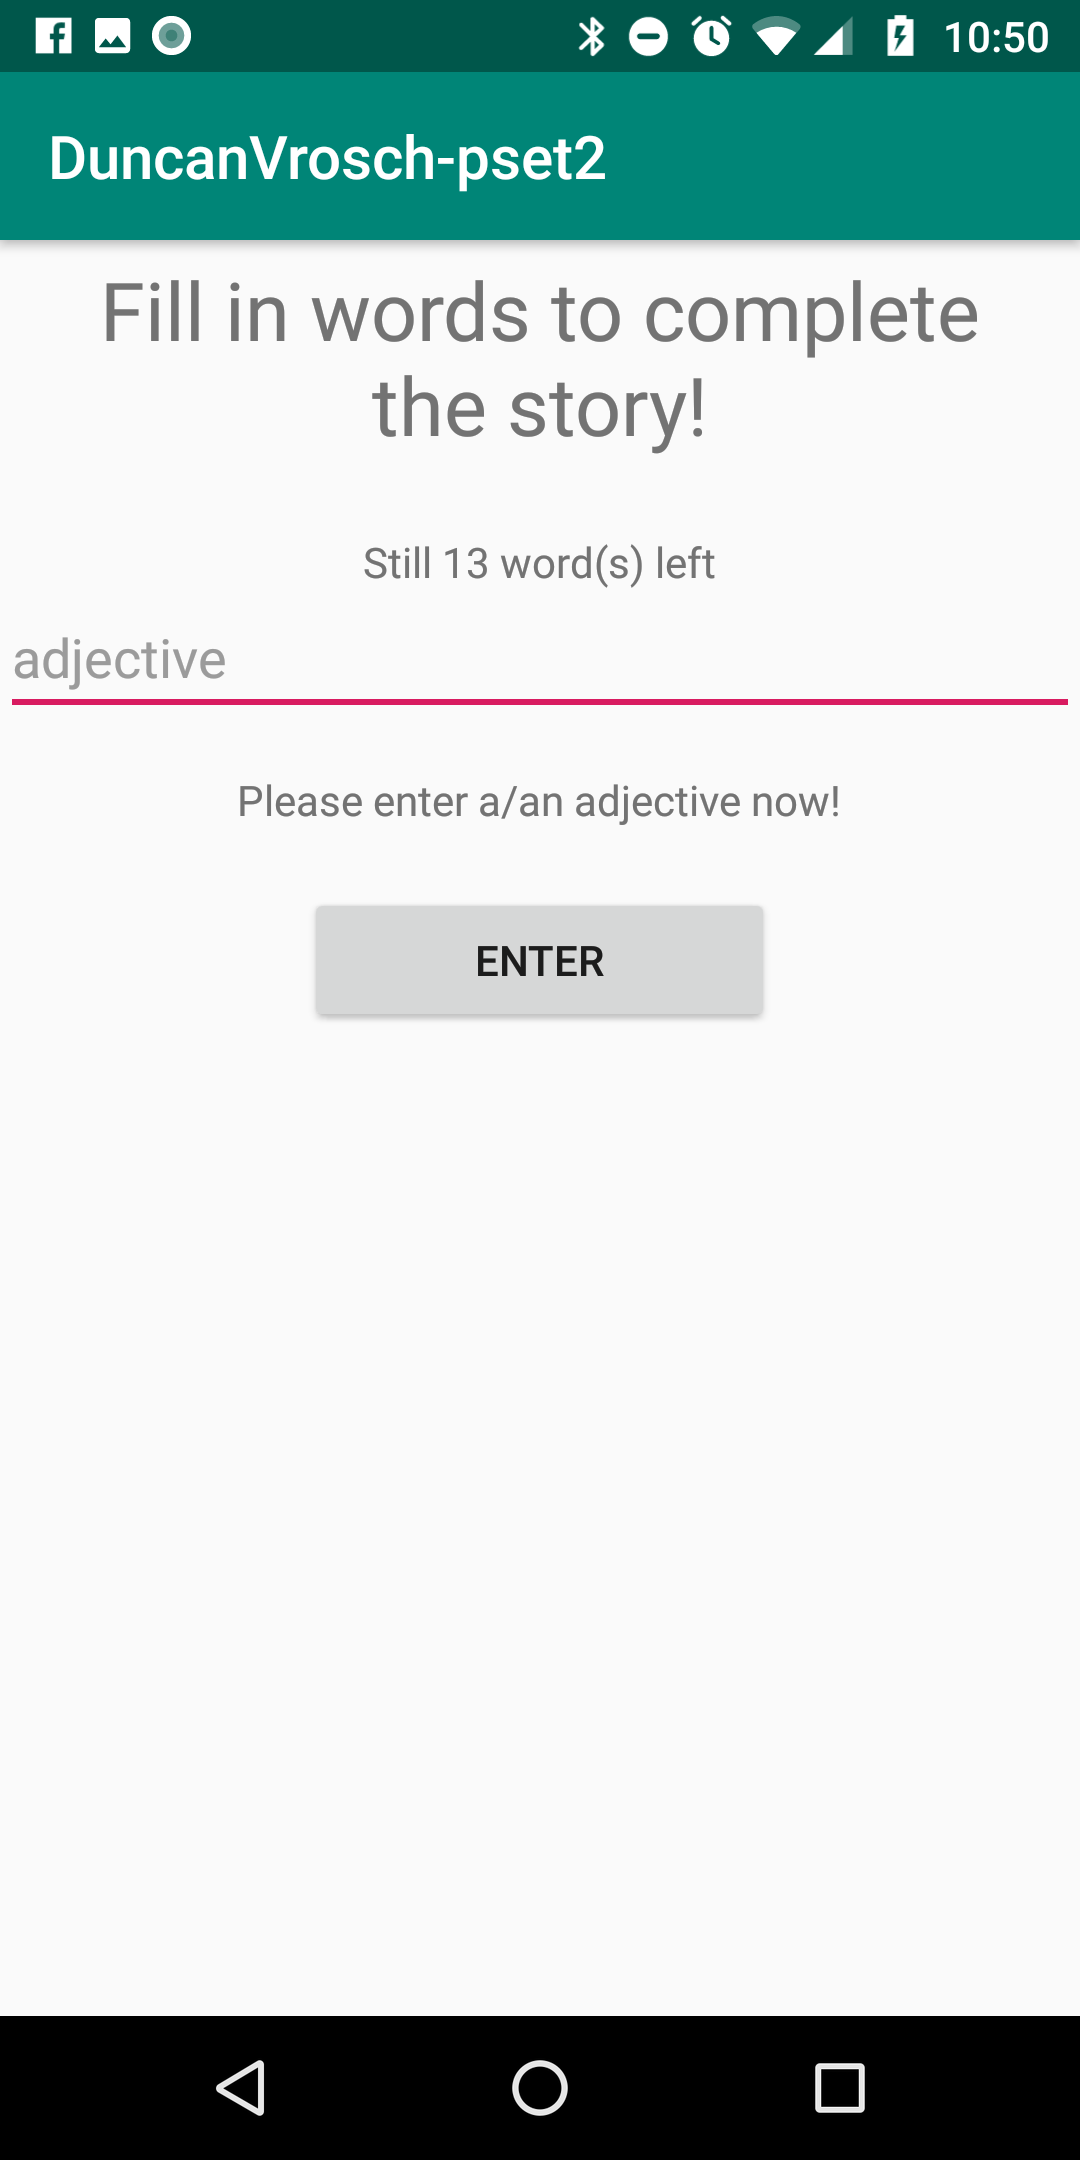 10:50
DuncanVrosch-pset2
Fill in words to complete
the story!
Still 13 word(s) left
adjective
Please enter a/an adjective now!
ENTER